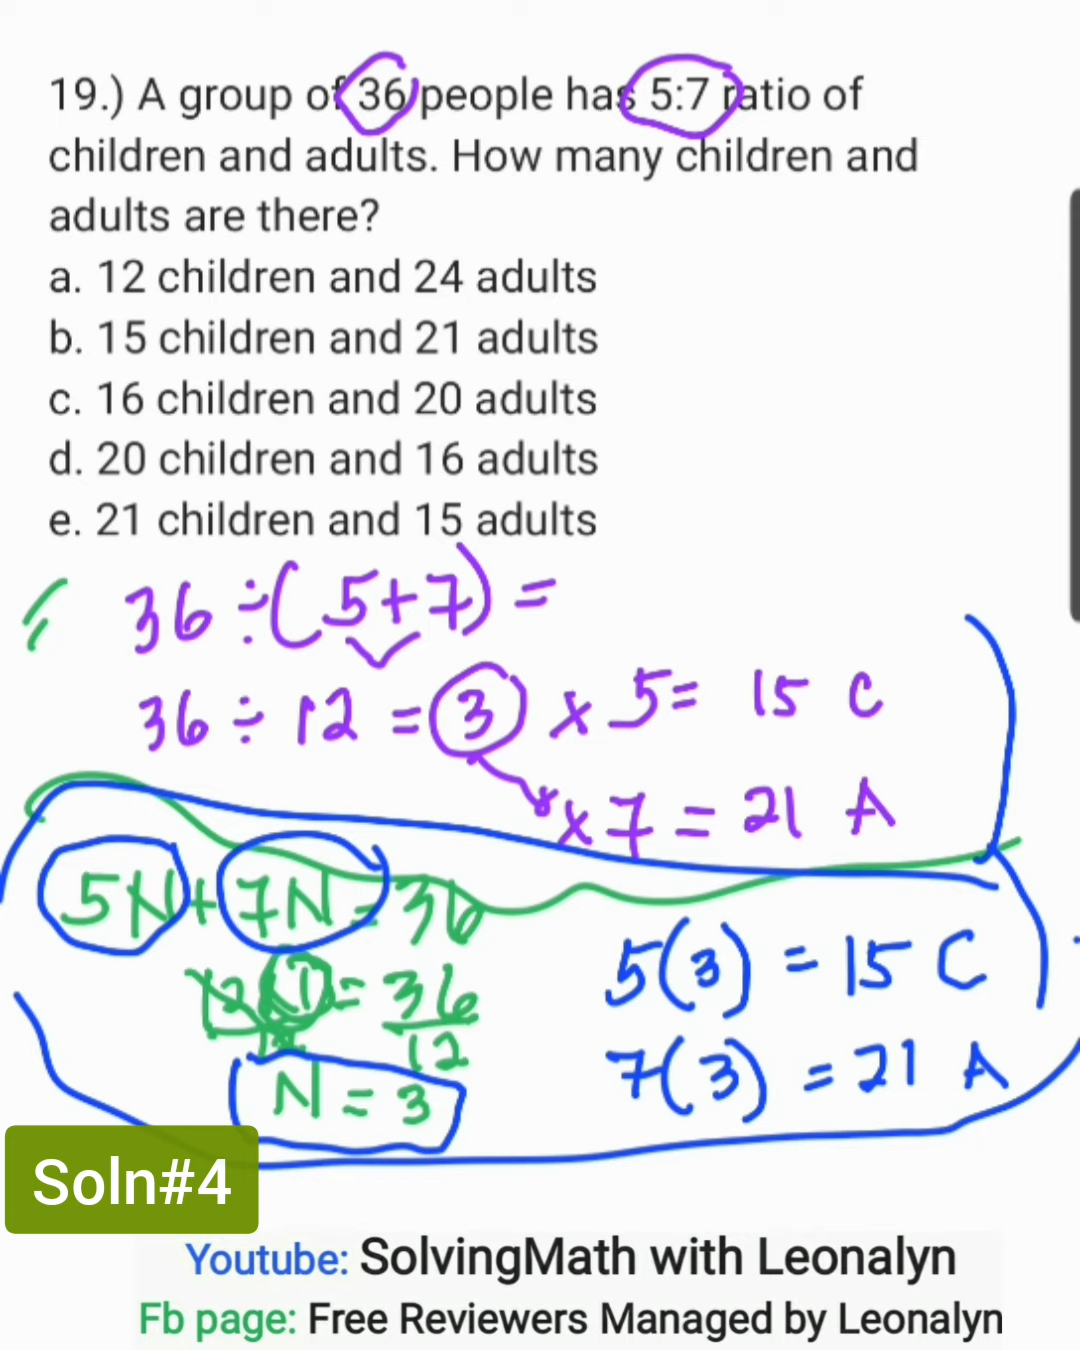 19.) A group of 36 people has 5:7 ratio of
children and adults. How many children and
adults are there?
a. 12 children and 24 adults
b. 15 children and 21 adults
c. 16 children and 20 adults
d. 20 children and 16 adults
e. 21 children and 15 adults
36 ÷ (5+7) =
36 ÷ 12 = 3 x 5 = 15 C
x 7 = 21 A
5N + 7N = 36
= 36
12
N = 3
5(3) = 15 C
7(3) = 21 A
Soln#4
Youtube: SolvingMath with Leonalyn
Fb page: Free Reviewers Managed by Leonalyn